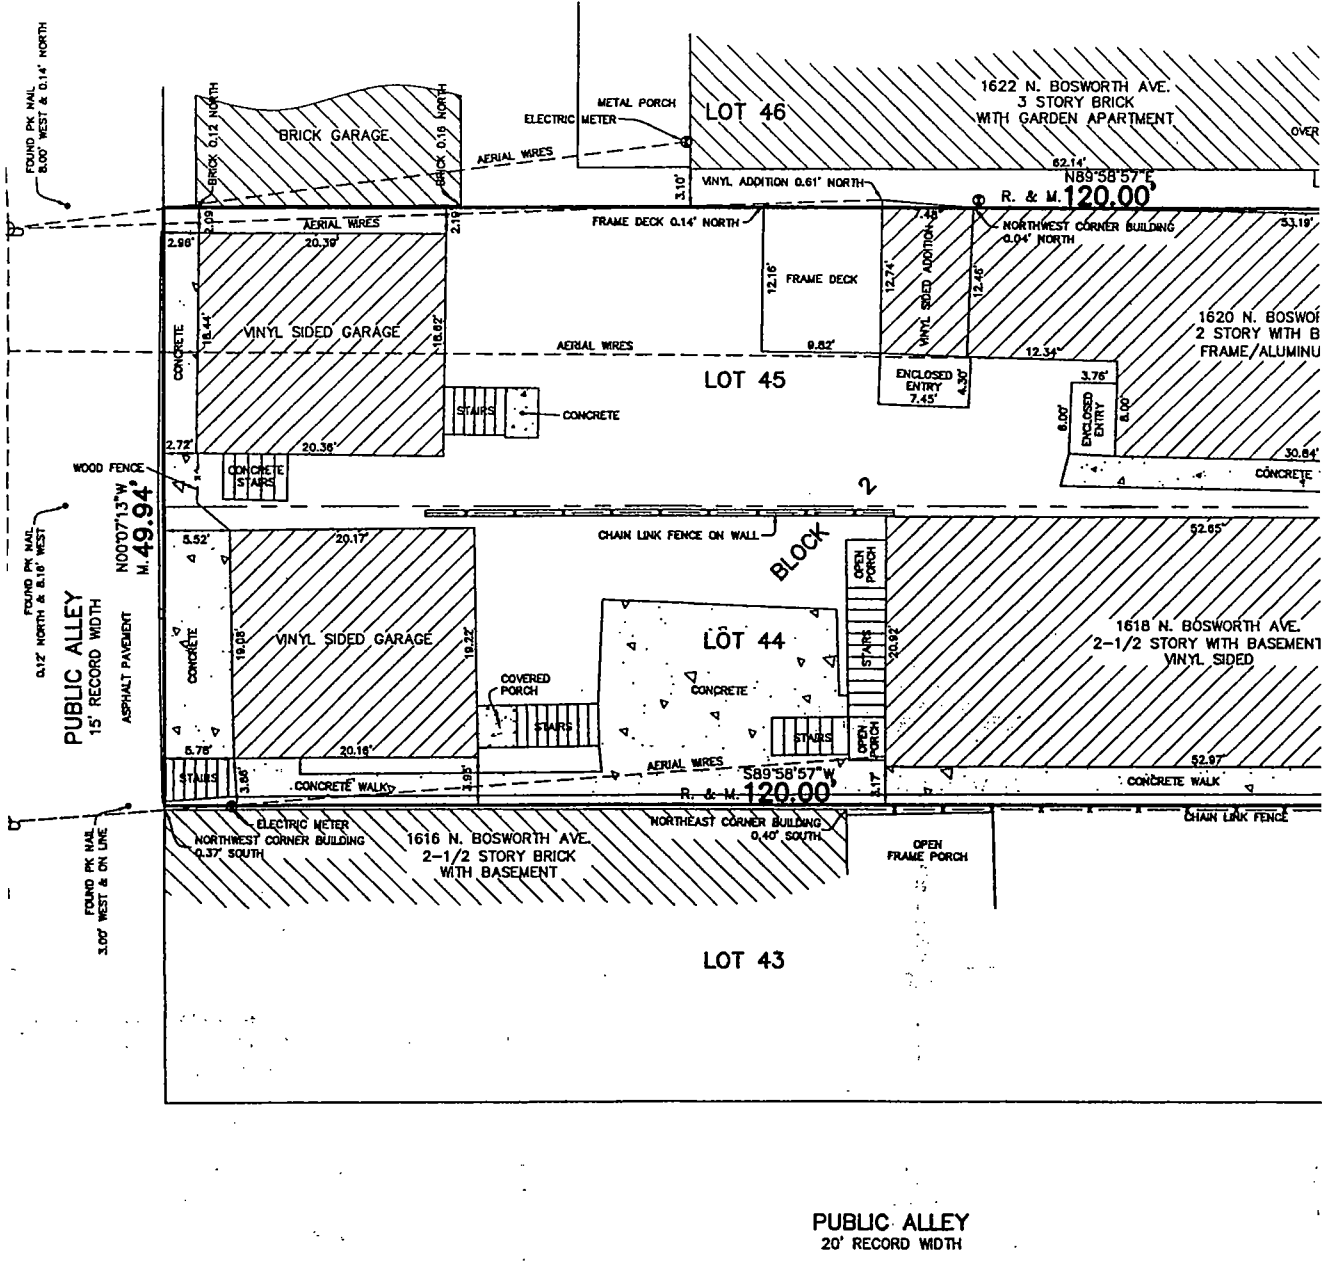 FOUND PK NAIL
8.00' WEST & 0.14' NORTH
BRICK 0.12 NORTH
BRICK GARAGE
BRICK 0.16 NORTH
METAL PORCH
ELECTRIC METER
LOT 46
1622 N. BOSWORTH AVE.
3 STORY BRICK
WITH GARDEN APARTMENT
OVER
AERIAL WIRES
62.14'
3.10'
VINYL ADDITION 0.61' NORTH
N89°58'57"E
R. & M. 120.00'
2.09'
AERIAL WIRES
2.19'
FRAME DECK 0.14' NORTH
7.48'
NORTHWEST CORNER BUILDING
0.04' NORTH
53.19'
2.96'
20.39'
CONCRETE
18.44'
VINYL SIDED GARAGE
18.62'
12.16'
FRAME DECK
12.74'
VINYL SIDED ADDITION
12.46'
1620 N. BOSWOR
2 STORY WITH B
FRAME/ALUMINU
AERIAL WIRES
9.82'
12.34'
LOT 45
ENCLOSED
ENTRY
7.45'
4.30'
3.76'
ENCLOSED
ENTRY
8.00'
STAIRS
CONCRETE
2.72'
20.36'
30.64'
WOOD FENCE
CONCRETE
STAIRS
CONCRETE
FOUND PK NAIL
0.12' NORTH & 8.16' WEST
PUBLIC ALLEY
15' RECORD WIDTH
ASPHALT PAVEMENT
N00°07'13"W
M. 49.94'
CHAIN LINK FENCE ON WALL
BLOCK 2
5.52'
20.17'
52.65'
CONCRETE
19.08'
VINYL SIDED GARAGE
19.22'
LOT 44
OPEN
PORCH
STAIRS
20.92'
1618 N. BOSWORTH AVE.
2-1/2 STORY WITH BASEMENT
VINYL SIDED
COVERED
PORCH
CONCRETE
STAIRS
STAIRS
OPEN
PORCH
5.76'
20.16'
52.97'
STAIRS
3.86'
CONCRETE WALK
3.95'
AERIAL WIRES
S89°58'57"W
R. & M. 120.00'
3.17'
CONCRETE WALK
FOUND PK NAIL
3.00' WEST & ON LINE
ELECTRIC METER
NORTHWEST CORNER BUILDING
0.37' SOUTH
1616 N. BOSWORTH AVE.
2-1/2 STORY BRICK
WITH BASEMENT
NORTHEAST CORNER BUILDING
0.40' SOUTH
CHAIN LINK FENCE
OPEN
FRAME PORCH
LOT 43
PUBLIC ALLEY
20' RECORD WIDTH